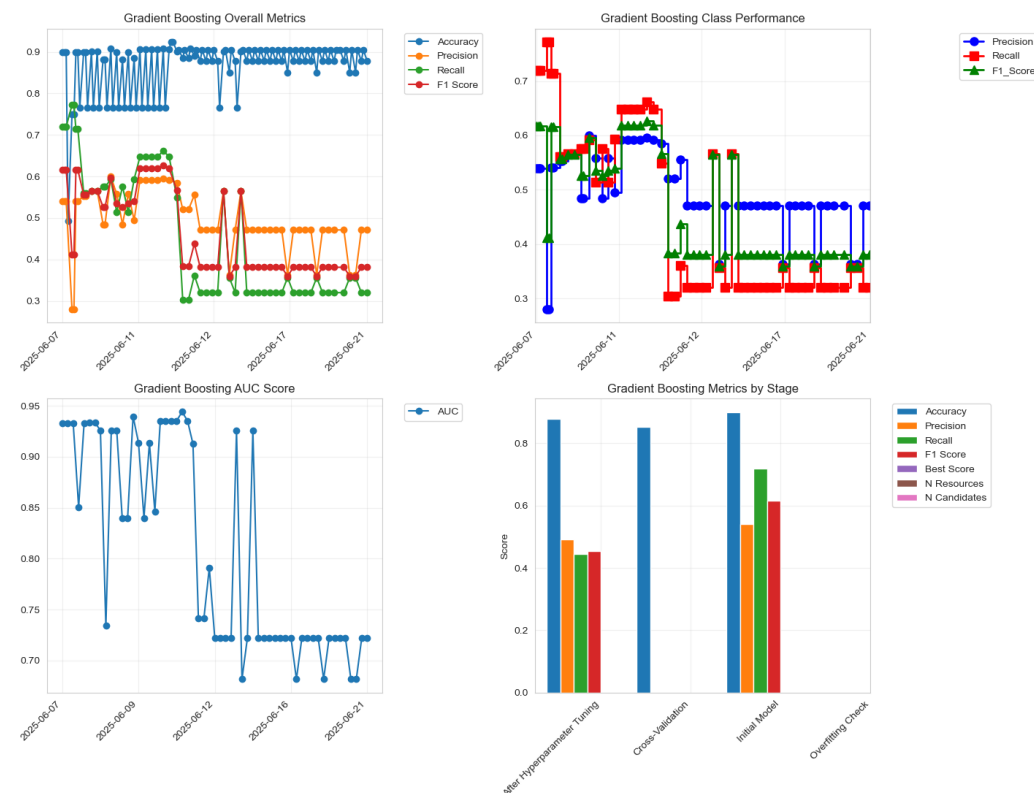 Gradient Boosting Overall Metrics
0.9
0.8
0.7
0.6
0.5
0.4
0.3
2025-06-07
2025-06-11
2025-06-12
2025-06-17
2025-06-21
Accuracy
Precision
Recall
F1 Score
Gradient Boosting Class Performance
0.7
0.6
0.5
0.4
0.3
2025-06-07
2025-06-11
2025-06-12
2025-06-17
2025-06-21
Precision
Recall
F1_Score
Gradient Boosting AUC Score
0.95
0.90
0.85
0.80
0.75
0.70
2025-06-07
2025-06-09
2025-06-12
2025-06-16
2025-06-21
AUC
Gradient Boosting Metrics by Stage
Score
0.8
0.6
0.4
0.2
0.0
After Hyperparameter Tuning
Cross-Validation
Initial Model
Overfitting Check
Accuracy
Precision
Recall
F1 Score
Best Score
N Resources
N Candidates